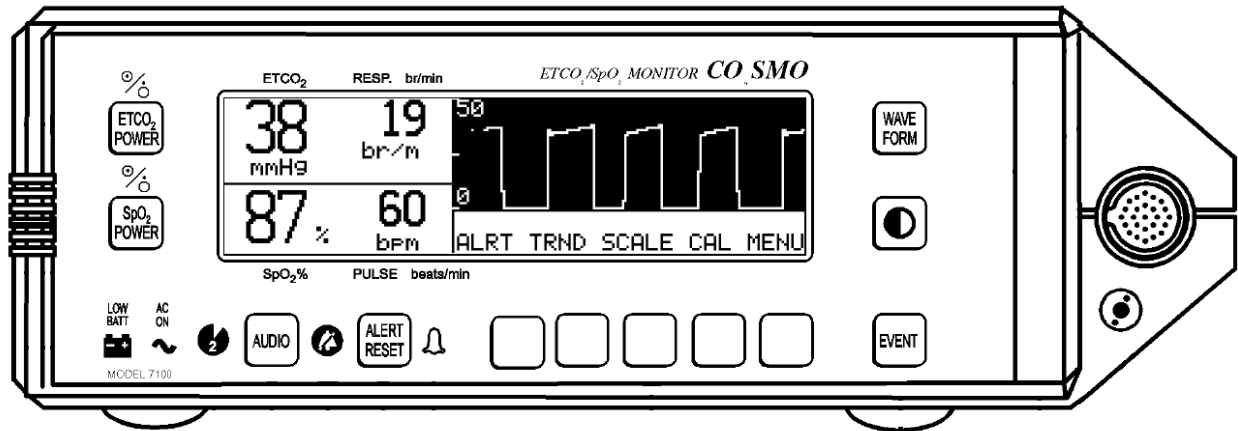 ETCO₂/SpO₂ MONITOR CO₂SMO
ETCO₂ RESP. br/min
ETCO₂
POWER
38
mmHg
19
br/m
50
0
WAVE
FORM
SpO₂
POWER
87 %
60
bpm
ALRT TRND SCALE CAL MENU
SpO₂% PULSE beats/min
LOW
BATT
AC
ON
2
AUDIO
ALERT
RESET
EVENT
MODEL 7100